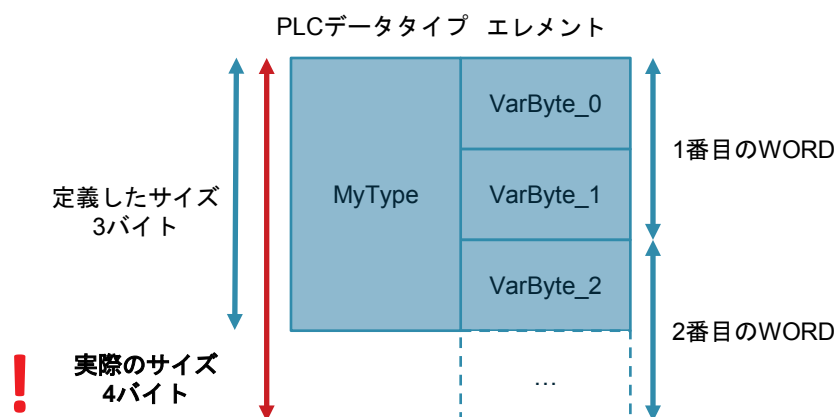 PLCデータタイプ エレメント
VarByte_0
1番目のWORD
定義したサイズ
3バイト
MyType
VarByte_1
VarByte_2
2番目のWORD
! 実際のサイズ
4バイト
…